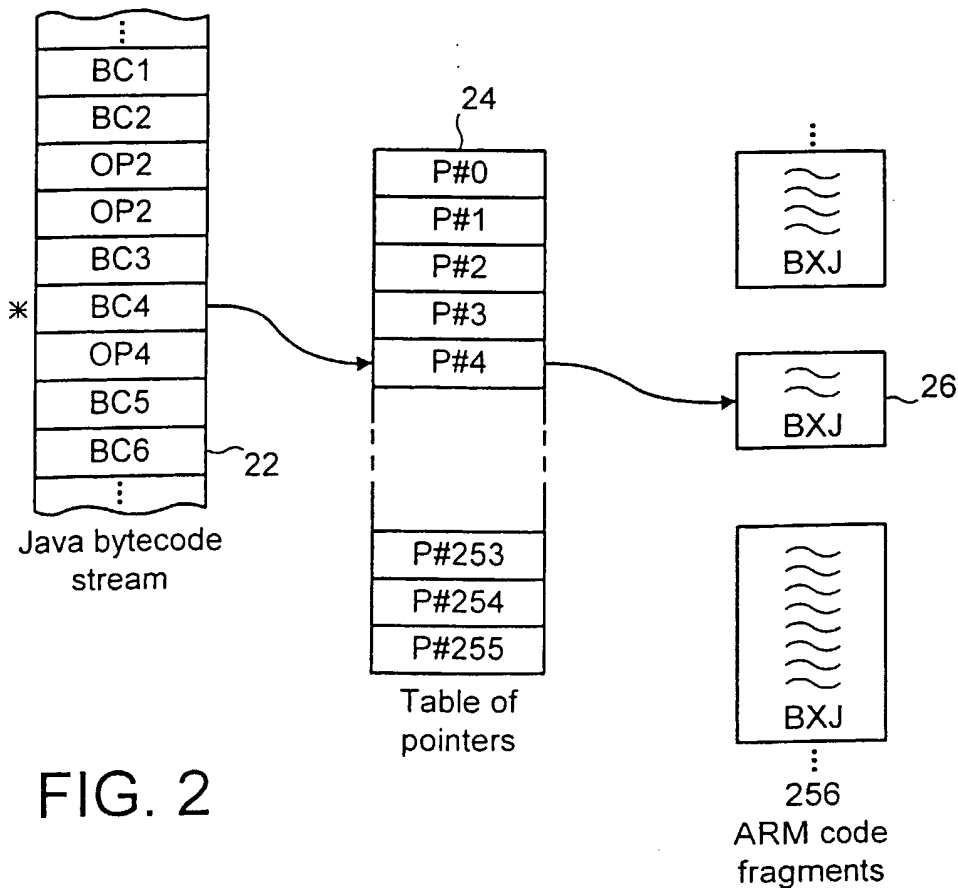 BC1
BC2
OP2
OP2
BC3
* BC4
OP4
BC5
BC6
22
Java bytecode
stream
24
P#0
P#1
P#2
P#3
P#4
P#253
P#254
P#255
Table of
pointers
BXJ
BXJ
26
BXJ
256
ARM code
fragments
FIG. 2